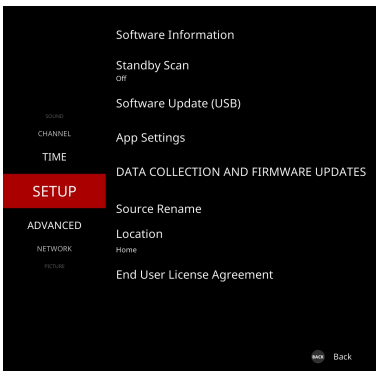 Software Information
Standby Scan
Off
Software Update (USB)
SOUND
CHANNEL
App Settings
TIME
DATA COLLECTION AND FIRMWARE UPDATES
SETUP
Source Rename
ADVANCED
Location
NETWORK
Home
PICTURE
End User License Agreement
BACK Back